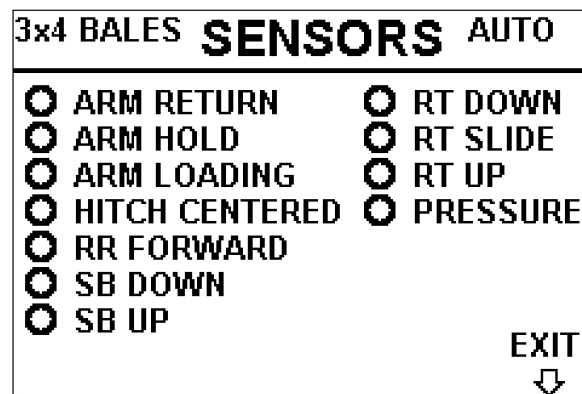 3x4 BALES SENSORS AUTO
ARM RETURN
ARM HOLD
ARM LOADING
HITCH CENTERED
RR FORWARD
SB DOWN
SB UP
RT DOWN
RT SLIDE
RT UP
PRESSURE
EXIT